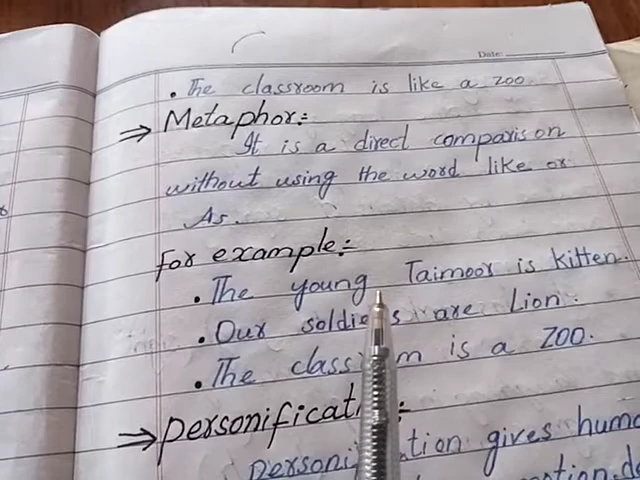 Date:
• The classroom is like a zoo.
⇒ Metaphor:
It is a direct comparison
without using the word like or
As.
For example:
• The young Taimoor is kitten.
• Our soldiers are Lion.
• The class m is a zoo.
⇒ Personificat :
gives